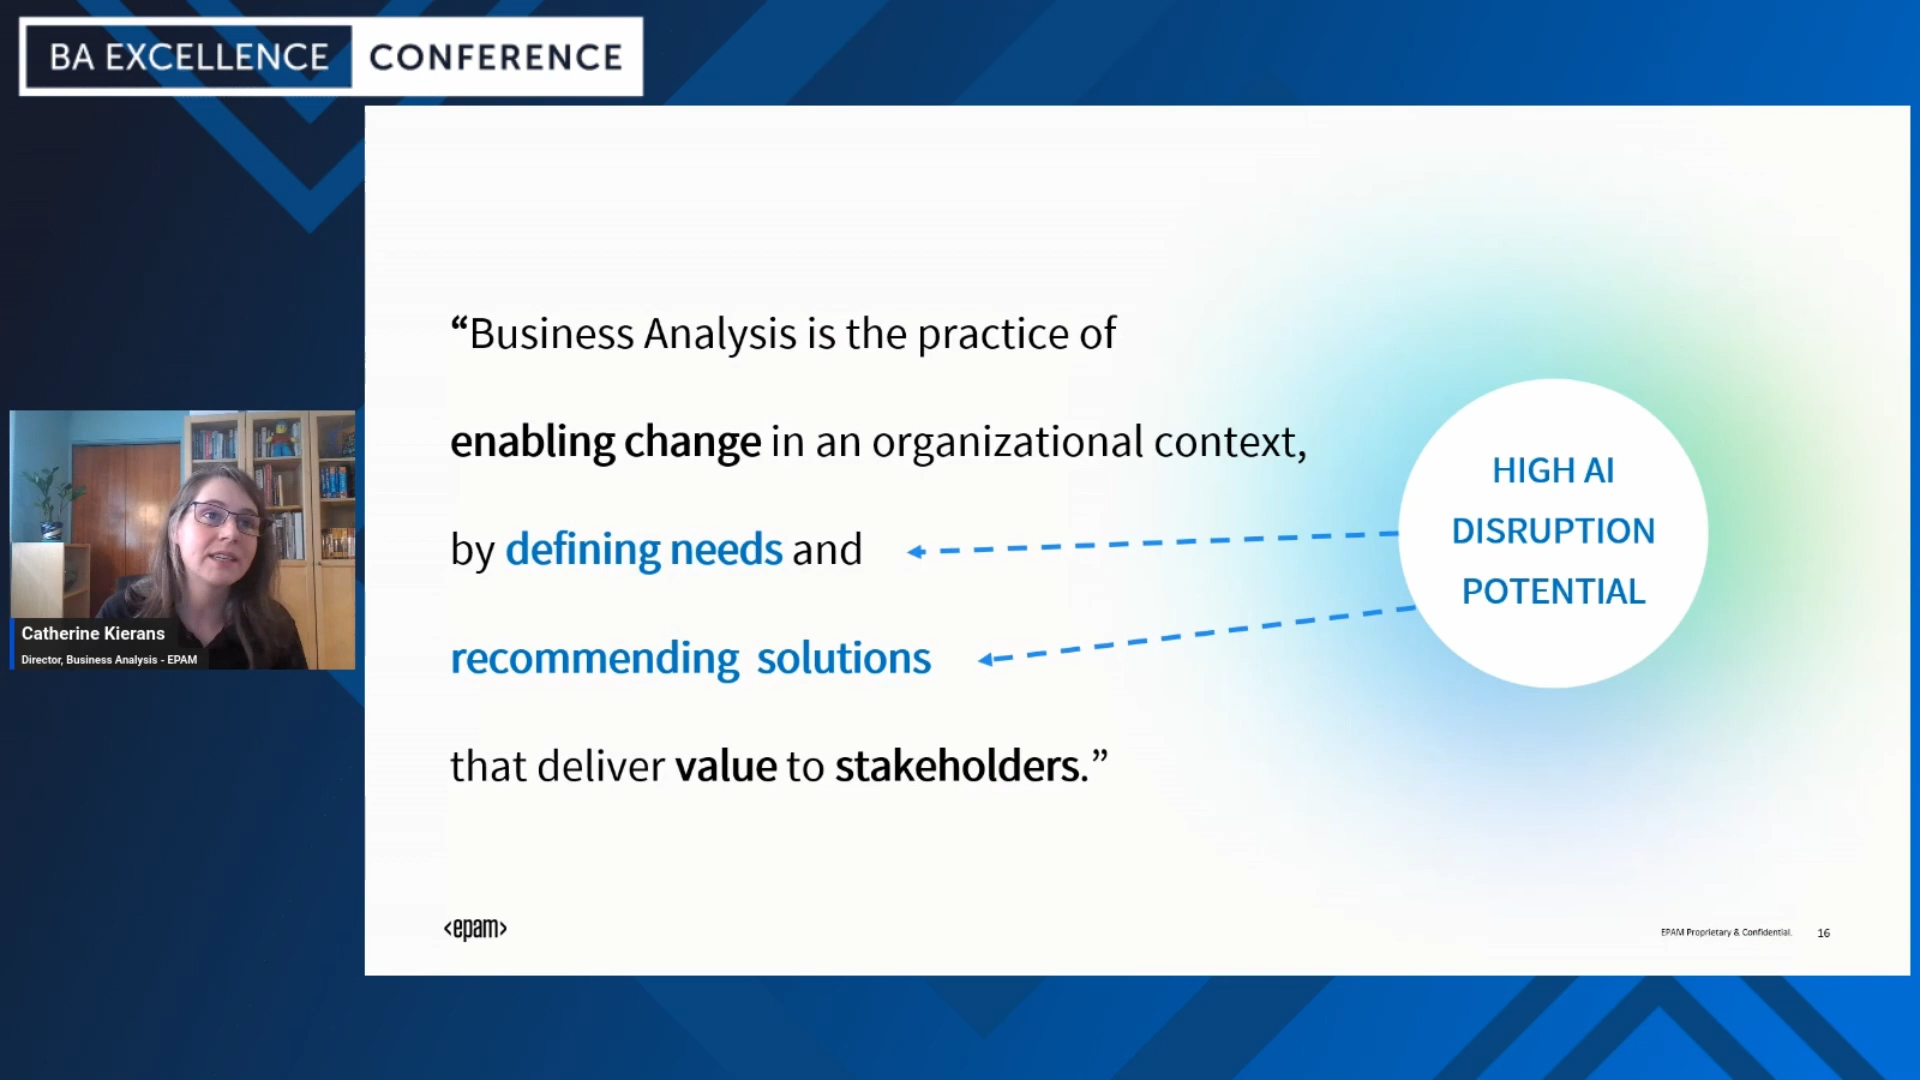 BA EXCELLENCE CONFERENCE
“Business Analysis is the practice of
enabling change in an organizational context,
by defining needs and
recommending solutions
that deliver value to stakeholders.”
HIGH AI
DISRUPTION
POTENTIAL
Catherine Kierans
Director, Business Analysis - EPAM
<epam>
EPAM Proprietary & Confidential.
16